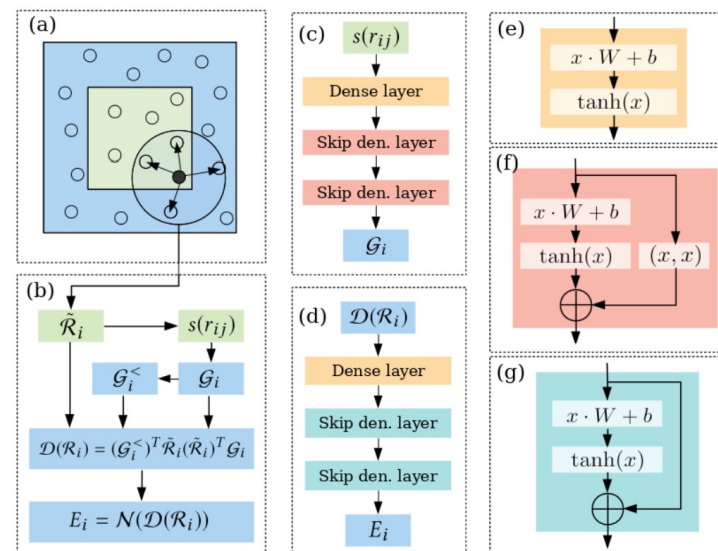 (a)
(b)
R̃ᵢ
s(rᵢⱼ)
𝒢ᵢ<
𝒢ᵢ
𝒟(ℛᵢ) = (𝒢ᵢ<)ᵀ ℛ̃ᵢ(ℛ̃ᵢ)ᵀ 𝒢ᵢ
Eᵢ = 𝒩(𝒟(ℛᵢ))
(c)
s(rᵢⱼ)
Dense layer
Skip den. layer
Skip den. layer
𝒢ᵢ
(d)
𝒟(ℛᵢ)
Dense layer
Skip den. layer
Skip den. layer
Eᵢ
(e)
x · W + b
tanh(x)
(f)
x · W + b
tanh(x)
(x, x)
(g)
x · W + b
tanh(x)